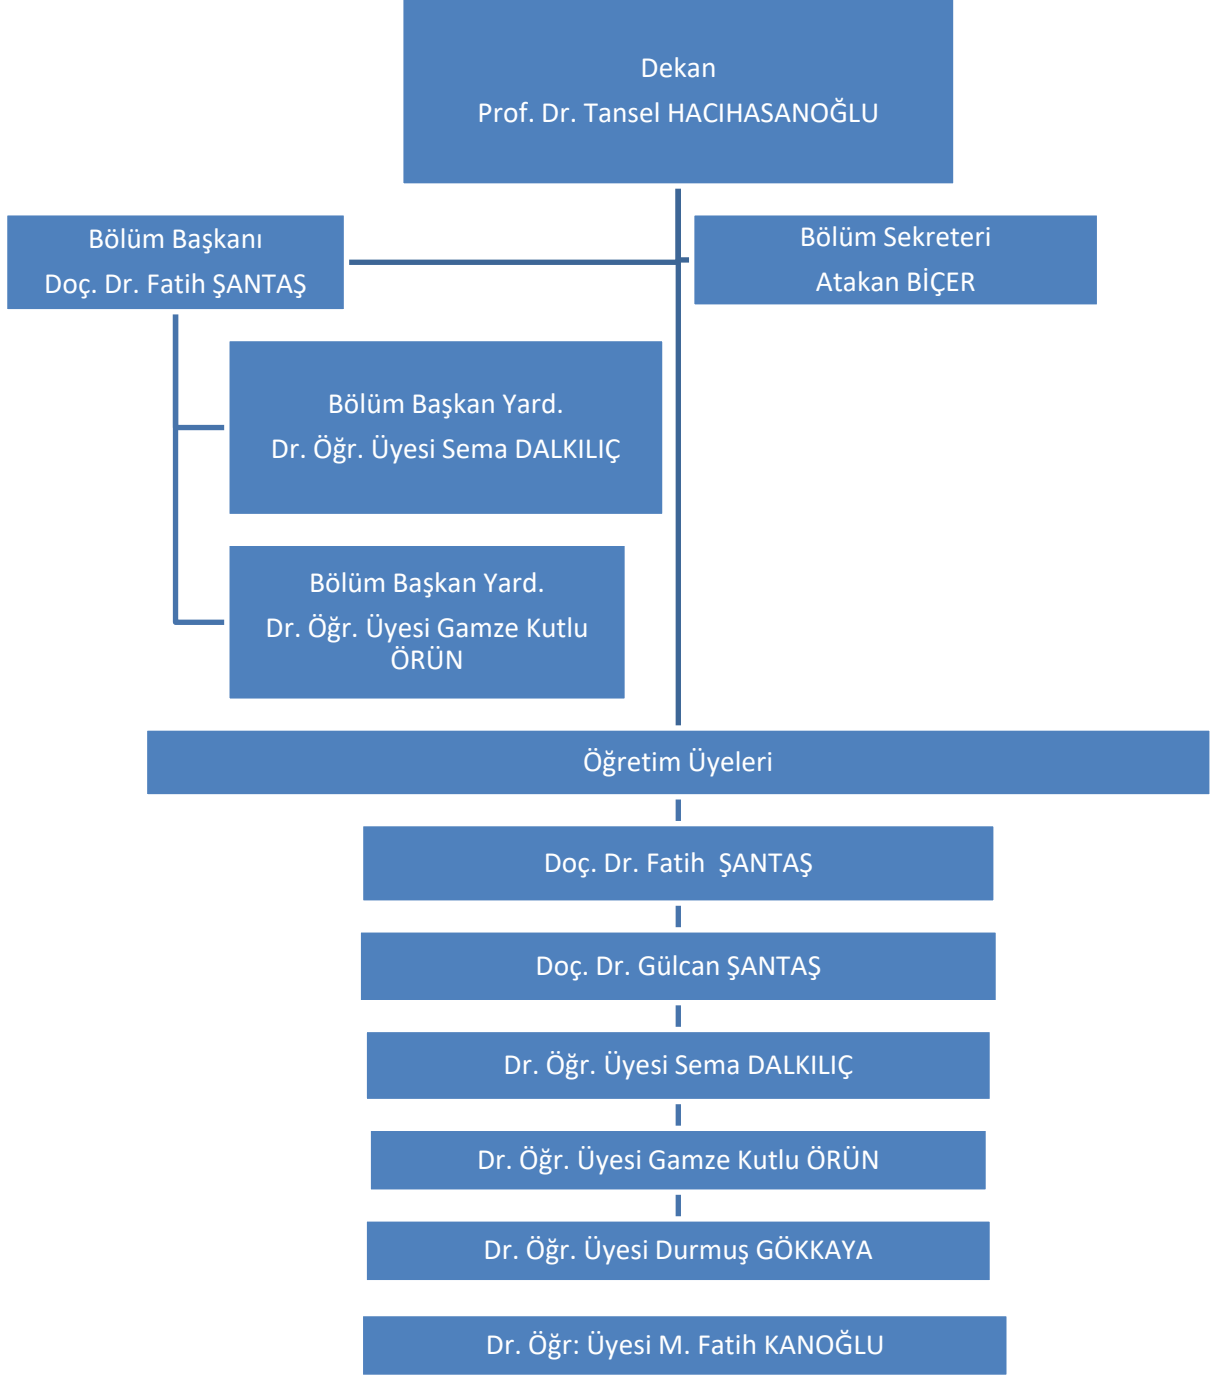 Dekan
Prof. Dr. Tansel HACIHASANOĞLU
Bölüm Başkanı
Doç. Dr. Fatih ŞANTAŞ
Bölüm Sekreteri
Atakan BİÇER
Bölüm Başkan Yard.
Dr. Öğr. Üyesi Sema DALKILIÇ
Bölüm Başkan Yard.
Dr. Öğr. Üyesi Gamze Kutlu
ÖRÜN
Öğretim Üyeleri
Doç. Dr. Fatih  ŞANTAŞ
Doç. Dr. Gülcan ŞANTAŞ
Dr. Öğr. Üyesi Sema DALKILIÇ
Dr. Öğr. Üyesi Gamze Kutlu ÖRÜN
Dr. Öğr. Üyesi Durmuş GÖKKAYA
Dr. Öğr: Üyesi M. Fatih KANOĞLU